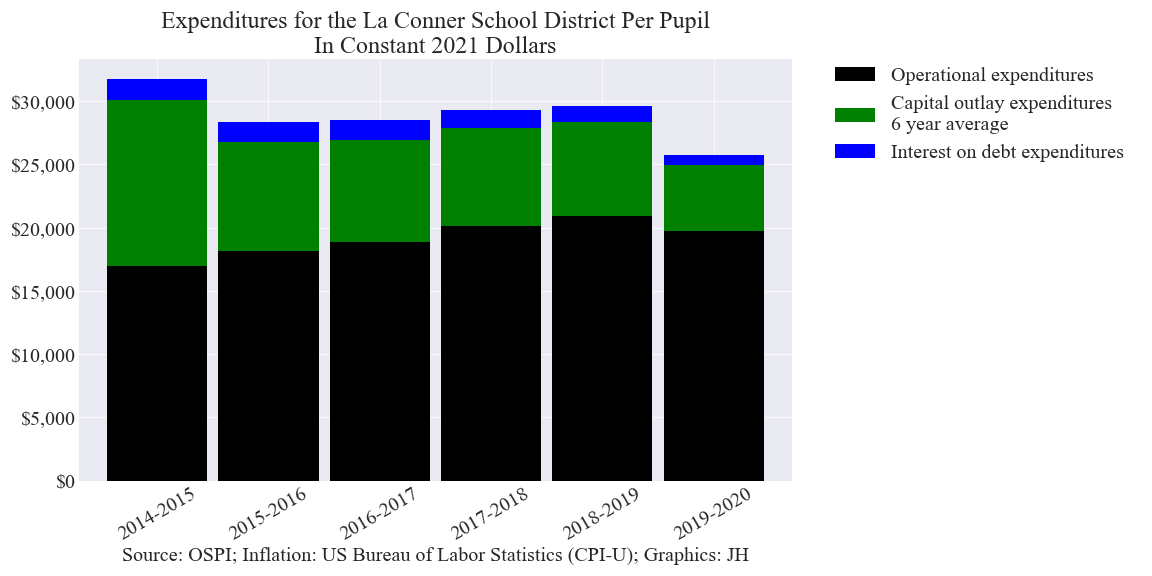 Expenditures for the La Conner School District Per Pupil
In Constant 2021 Dollars
Operational expenditures
Capital outlay expenditures
6 year average
Interest on debt expenditures
$30,000
$25,000
$20,000
$15,000
$10,000
$5,000
$0
2014-2015
2015-2016
2016-2017
2017-2018
2018-2019
2019-2020
Source: OSPI; Inflation: US Bureau of Labor Statistics (CPI-U); Graphics: JH